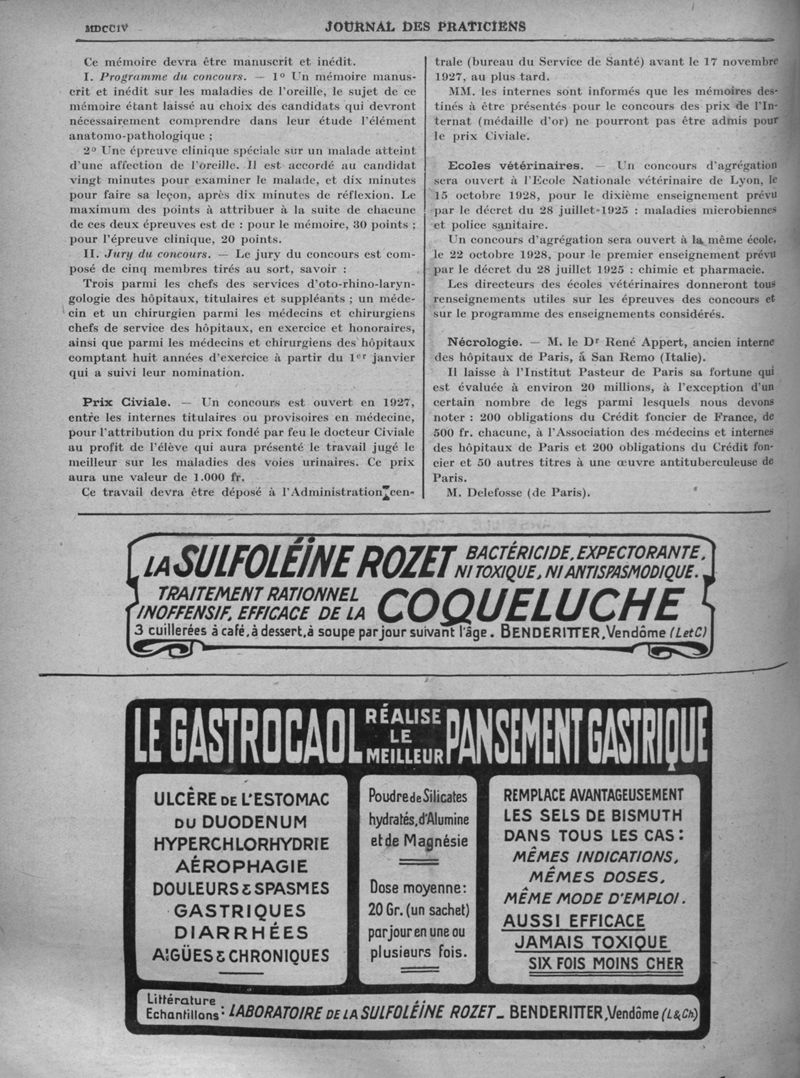 MDCCIV
JOURNAL DES PRATICIENS
Ce mémoire devra être manuscrit et inédit.
I. Programme du concours. — 1° Un mémoire manus-
crit et inédit sur les maladies de l'oreille, le sujet de ce
mémoire étant laissé au choix des candidats qui devront
nécessairement comprendre dans leur étude l'élément
anatomo-pathologique ;
2° Une épreuve clinique spéciale sur un malade atteint
d'une affection de l'oreille. Il est accordé au candidat
vingt minutes pour examiner le malade, et dix minutes
pour faire sa leçon, après dix minutes de réflexion. Le
maximum des points à attribuer à la suite de chacune
de ces deux épreuves est de : pour le mémoire, 30 points ;
pour l'épreuve clinique, 20 points.
II. Jury du concours. — Le jury du concours est com-
posé de cinq membres tirés au sort, savoir :
Trois parmi les chefs des services d'oto-rhino-laryn-
gologie des hôpitaux, titulaires et suppléants ; un méde-
cin et un chirurgien parmi les médecins et chirurgiens
chefs de service des hôpitaux, en exercice et honoraires,
ainsi que parmi les médecins et chirurgiens des hôpitaux
comptant huit années d'exercice à partir du 1er janvier
qui a suivi leur nomination.
Prix Civiale. — Un concours est ouvert en 1927,
entre les internes titulaires ou provisoires en médecine,
pour l'attribution du prix fondé par feu le docteur Civiale
au profit de l'élève qui aura présenté le travail jugé le
meilleur sur les maladies des voies urinaires. Ce prix
aura une valeur de 1.000 fr.
Ce travail devra être déposé à l'Administration cen-
trale (bureau du Service de Santé) avant le 17 novembre
1927, au plus tard.
MM. les internes sont informés que les mémoires des-
tinés à être présentés pour le concours des prix de l'In-
ternat (médaille d'or) ne pourront pas être admis pour
le prix Civiale.
Ecoles vétérinaires. — Un concours d'agrégation
sera ouvert à l'Ecole Nationale vétérinaire de Lyon, le
15 octobre 1928, pour le dixième enseignement prévu
par le décret du 28 juillet 1925 : maladies microbiennes
et police sanitaire.
Un concours d'agrégation sera ouvert à la même école,
le 22 octobre 1928, pour le premier enseignement prévu
par le décret du 28 juillet 1925 : chimie et pharmacie.
Les directeurs des écoles vétérinaires donneront tous
renseignements utiles sur les épreuves des concours et
sur le programme des enseignements considérés.
Nécrologie. — M. le Dr René Appert, ancien interne
des hôpitaux de Paris, à San Remo (Italie).
Il laisse à l'Institut Pasteur de Paris sa fortune qui
est évaluée à environ 20 millions, à l'exception d'un
certain nombre de legs parmi lesquels nous devons
noter : 200 obligations du Crédit foncier de France, de
500 fr. chacune, à l'Association des médecins et internes
des hôpitaux de Paris et 200 obligations du Crédit fon-
cier et 50 autres titres à une œuvre antituberculeuse de
Paris.
M. Delefosse (de Paris).
LA SULFOLÉINE ROZET BACTÉRICIDE, EXPECTORANTE,
NI TOXIQUE, NI ANTISPASMODIQUE.
TRAITEMENT RATIONNEL
INOFFENSIF, EFFICACE DE LA COQUELUCHE
3 cuillerées à café, à dessert, à soupe par jour suivant l'âge. BENDERITTER, Vendôme (L et C)
LE GASTROCAOL RÉALISE LE MEILLEUR PANSEMENT GASTRIQUE
ULCÈRE DE L'ESTOMAC
DU DUODENUM
HYPERCHLORHYDRIE
AÉROPHAGIE
DOULEURS & SPASMES
GASTRIQUES
DIARRHÉES
AIGÜES & CHRONIQUES
Poudre de Silicates
hydratés, d'Alumine
et de Magnésie
Dose moyenne:
20 Gr. (un sachet)
par jour en une ou
plusieurs fois.
REMPLACE AVANTAGEUSEMENT
LES SELS DE BISMUTH
DANS TOUS LES CAS:
MÊMES INDICATIONS,
MÊMES DOSES,
MÊME MODE D'EMPLOI.
AUSSI EFFICACE
JAMAIS TOXIQUE
SIX FOIS MOINS CHER
Littérature
Echantillons: LABORATOIRE DE LA SULFOLÉINE ROZET_ BENDERITTER, Vendôme (L & Ch)